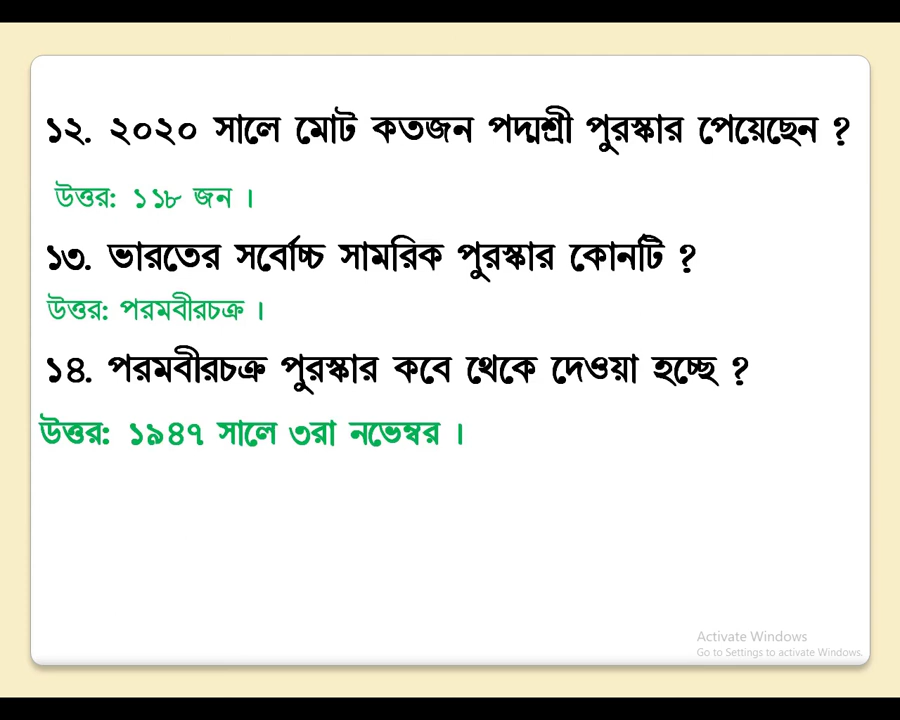 ১২. ২০২০ সালে মোট কতজন পদ্মশ্রী পুরস্কার পেয়েছেন ?
উত্তর: ১১৮ জন ।
১৩. ভারতের সর্বোচ্চ সামরিক পুরস্কার কোনটি ?
উত্তর: পরমবীরচক্র ।
১৪. পরমবীরচক্র পুরস্কার কবে থেকে দেওয়া হচ্ছে ?
উত্তর: ১৯৪৭ সালে ৩রা নভেম্বর ।
Activate Windows
Go to Settings to activate Windows.